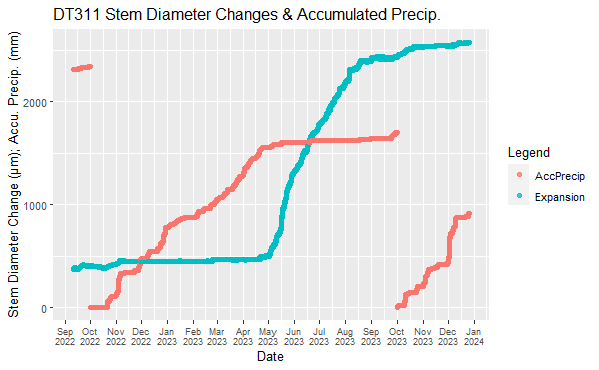 DT311 Stem Diameter Changes & Accumulated Precip.
Stem Diameter Change (µm); Accu. Precip. (mm)
2000
1000
0
Sep Oct Nov Dec Jan Feb Mar Apr May Jun Jul Aug Sep Oct Nov Dec Jan
2022 2022 2022 2022 2023 2023 2023 2023 2023 2023 2023 2023 2023 2023 2023 2023 2024
Date
Legend
AccPrecip
Expansion